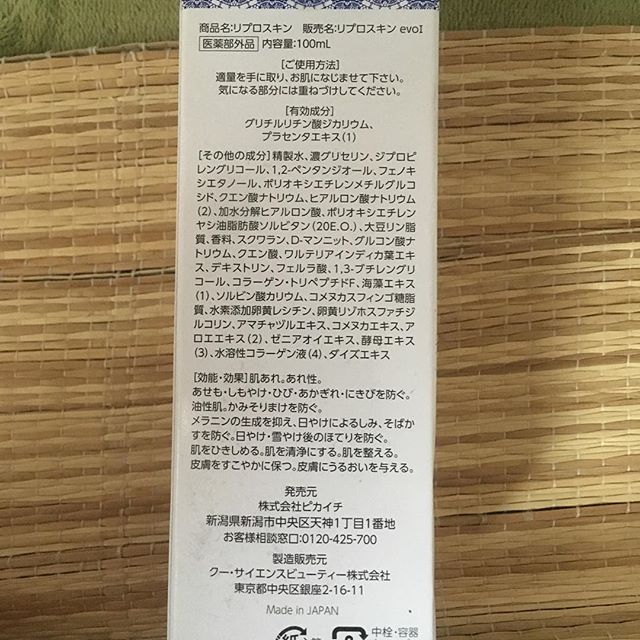 商品名:リプロスキン 販売名:リプロスキン evoI
医薬部外品 内容量:100mL
[ご使用方法]
適量を手に取り、お肌になじませて下さい。
気になる部分には重ねづけしてください。
[有効成分]
グリチルリチン酸ジカリウム、
プラセンタエキス(1)
[その他の成分]精製水、濃グリセリン、ジプロピ
レングリコール、1,2-ペンタンジオール、フェノキ
シエタノール、ポリオキシエチレンメチルグルコ
シド、クエン酸ナトリウム、ヒアルロン酸ナトリウム
(2)、加水分解ヒアルロン酸、ポリオキシエチレン
ヤシ油脂肪酸ソルビタン(20E.O.)、大豆リン脂
質、香料、スクワラン、D-マンニット、グルコン酸ナ
トリウム、クエン酸、ワルテリアインディカ葉エキ
ス、デキストリン、フェルラ酸、1,3-ブチレングリ
コール、コラーゲン・トリペプチドF、海藻エキス
(1)、ソルビン酸カリウム、コメヌカスフィンゴ糖脂
質、水素添加卵黄レシチン、卵黄リゾホスファチジ
ルコリン、アマチャヅルエキス、コメヌカエキス、ア
ロエエキス(2)、ゼニアオイエキス、酵母エキス
(3)、水溶性コラーゲン液(4)、ダイズエキス
[効能・効果]肌あれ。あれ性。
あせも・しもやけ・ひび・あかぎれ・にきびを防ぐ。
油性肌。かみそりまけを防ぐ。
メラニンの生成を抑え、日やけによるしみ、そばか
すを防ぐ。日やけ・雪やけ後のほてりを防ぐ。
肌をひきしめる。肌を清浄にする。肌を整える。
皮膚をすこやかに保つ。皮膚にうるおいを与える。
発売元
株式会社ピカイチ
新潟県新潟市中央区天神1丁目1番地
お客様相談窓口:0120-425-700
製造販売元
クー・サイエンスビューティー株式会社
東京都中央区銀座2-16-11
Made in JAPAN
中栓・容器